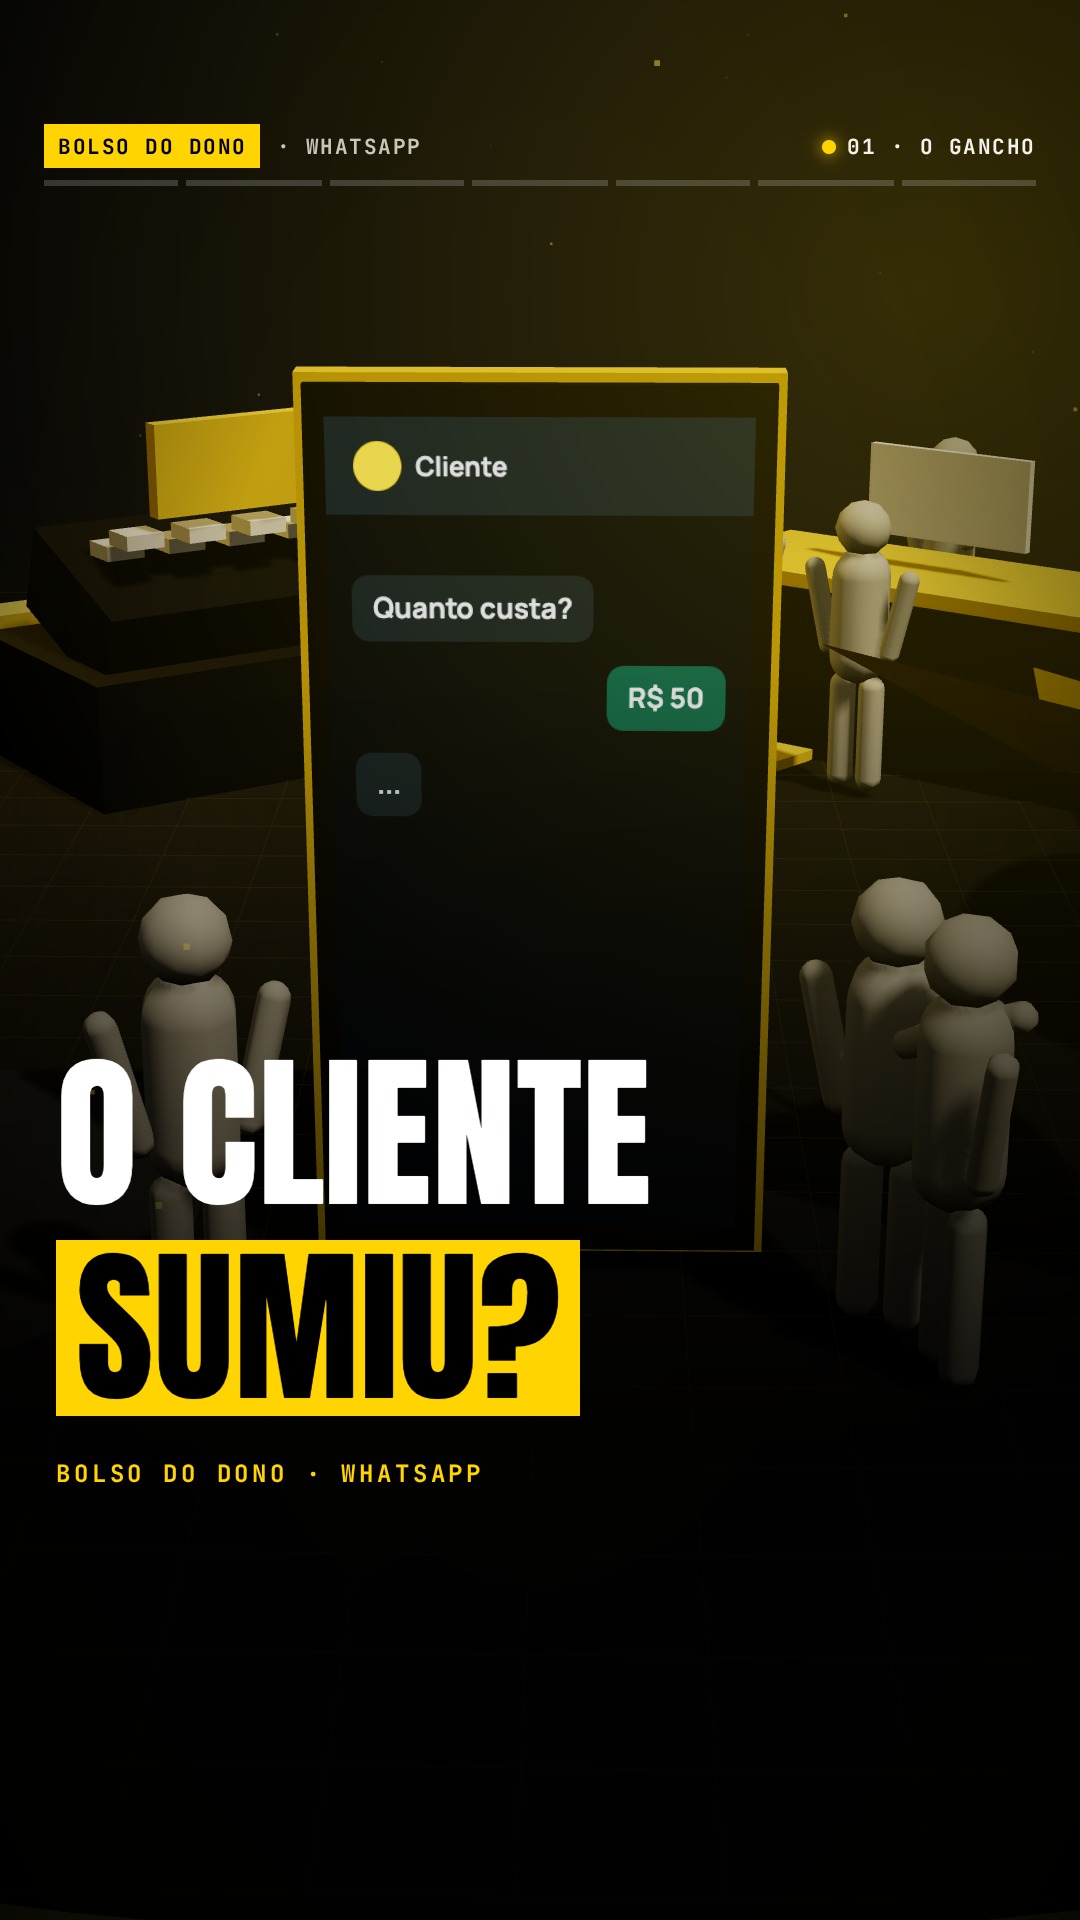 BOLSO DO DONO · WHATSAPP
01 · O GANCHO
Cliente
Quanto custa?
R$ 50
...
O CLIENTE
SUMIU?
BOLSO DO DONO · WHATSAPP